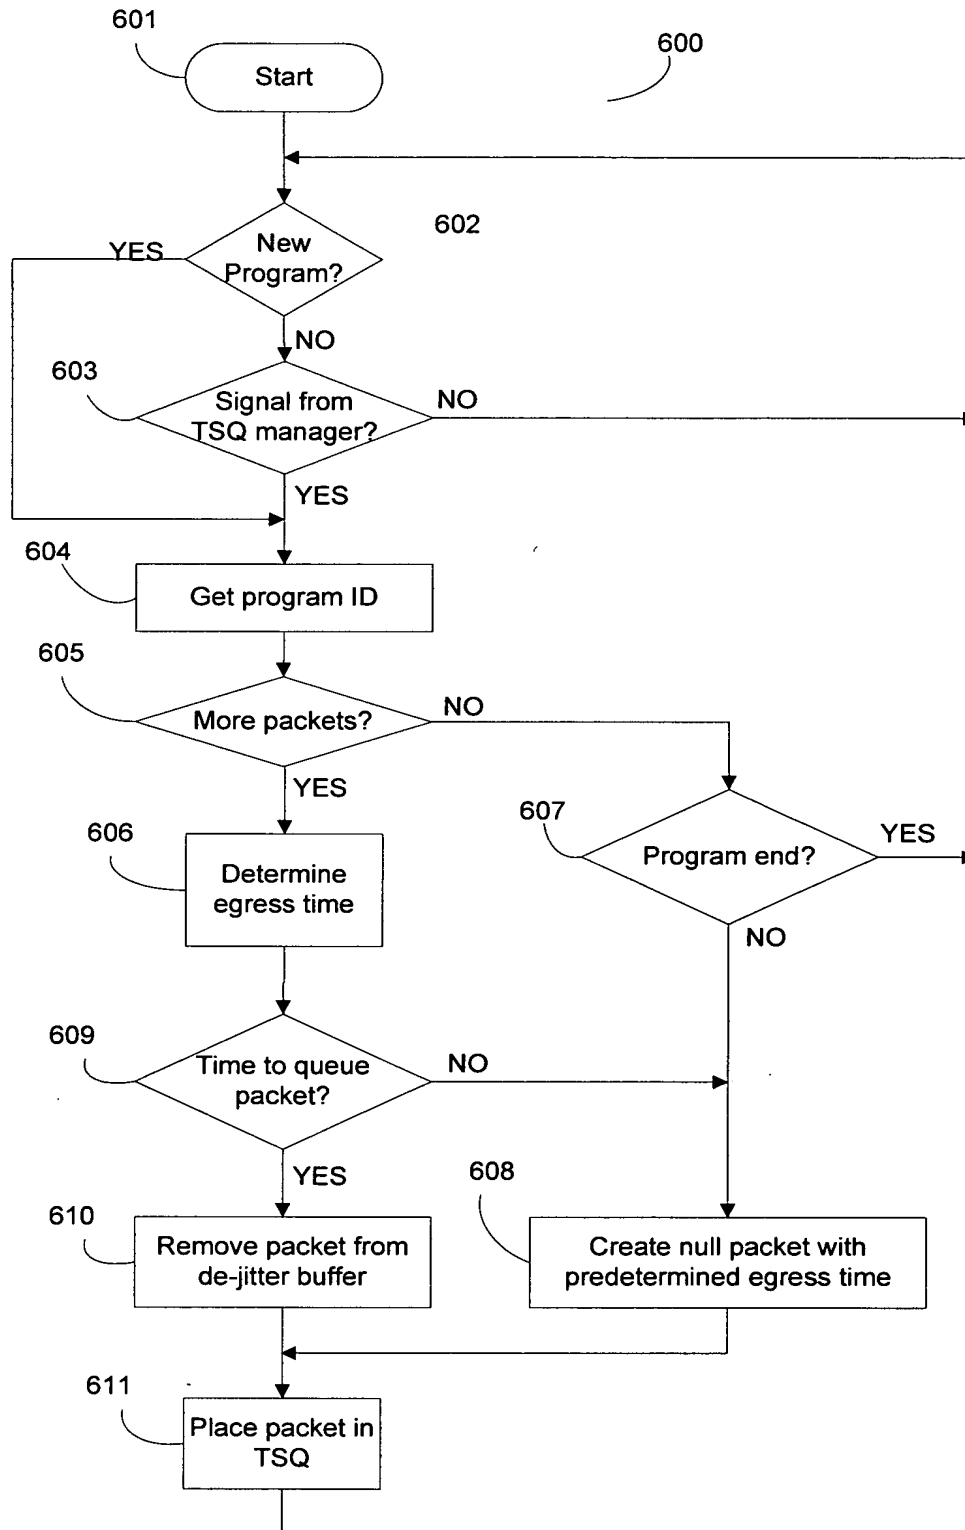 601
Start
600
New
Program?
602
YES
NO
603
Signal from
TSQ manager?
NO
YES
604
Get program ID
605
More packets?
NO
YES
606
Determine
egress time
607
Program end?
YES
NO
609
Time to queue
packet?
NO
YES
610
Remove packet from
de-jitter buffer
608
Create null packet with
predetermined egress time
611
Place packet in
TSQ